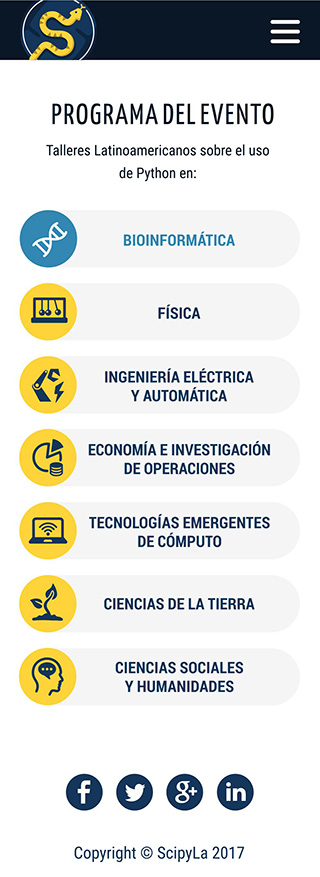 PROGRAMA DEL EVENTO
Talleres Latinoamericanos sobre el uso
de Python en:
BIOINFORMÁTICA
FÍSICA
INGENIERÍA ELÉCTRICA
Y AUTOMÁTICA
ECONOMÍA E INVESTIGACIÓN
DE OPERACIONES
TECNOLOGÍAS EMERGENTES
DE CÓMPUTO
CIENCIAS DE LA TIERRA
CIENCIAS SOCIALES
Y HUMANIDADES
Copyright © ScipyLa 2017